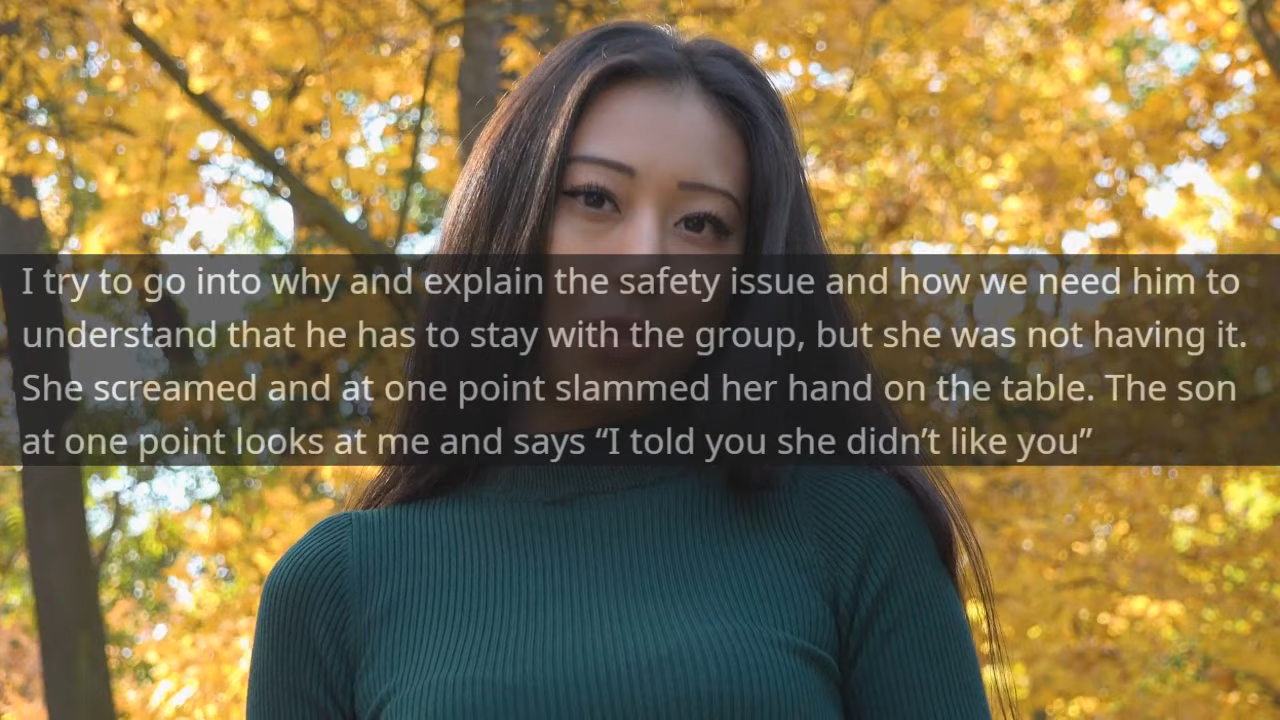 I try to go into why and explain the safety issue and how we need him to
understand that he has to stay with the group, but she was not having it.
She screamed and at one point slammed her hand on the table. The son
at one point looks at me and says “I told you she didn’t like you”